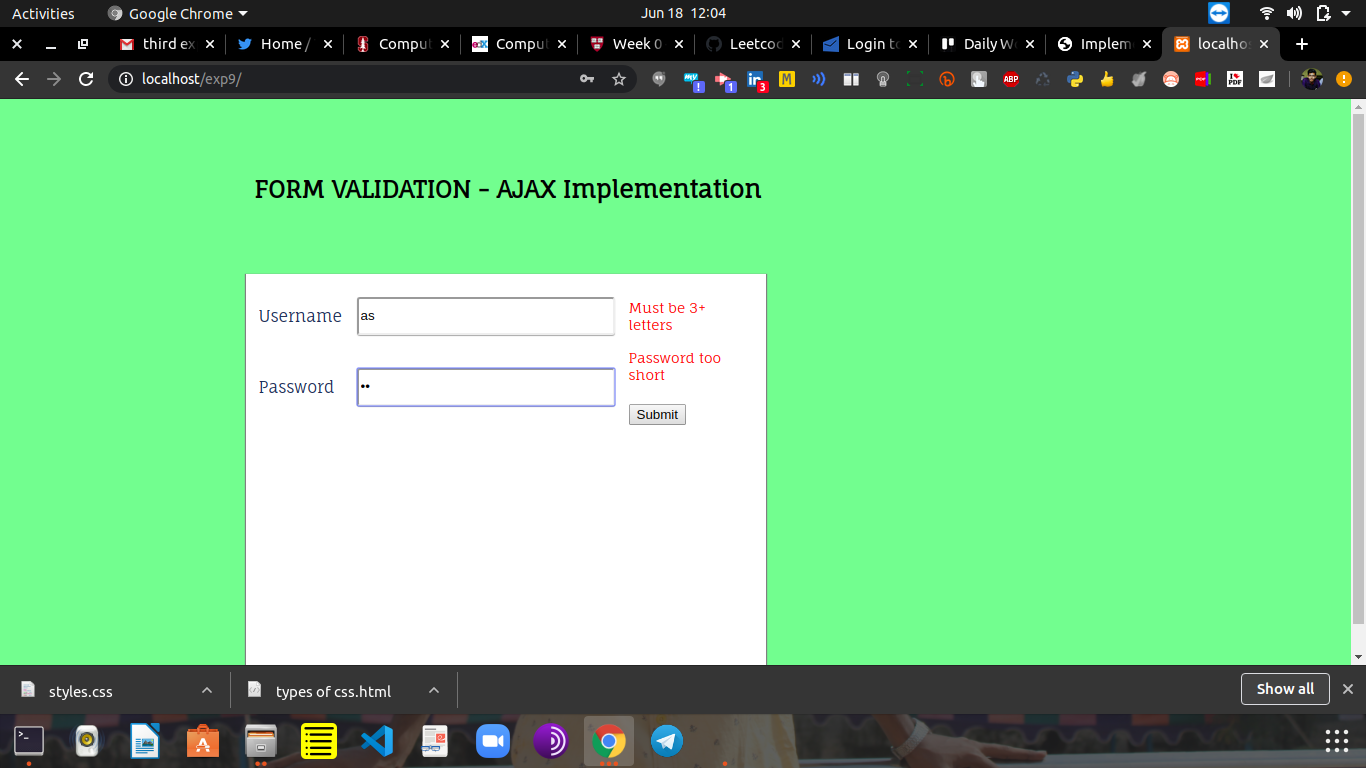 Activities Google Chrome Jun 18 12:04
third ex Home / Comput Comput Week 0 Leetcod Login to Daily Wo Implem localhos
localhost/exp9/
FORM VALIDATION - AJAX Implementation
Username as Must be 3+
letters
Password too
short
Password ••
Submit
styles.css types of css.html Show all